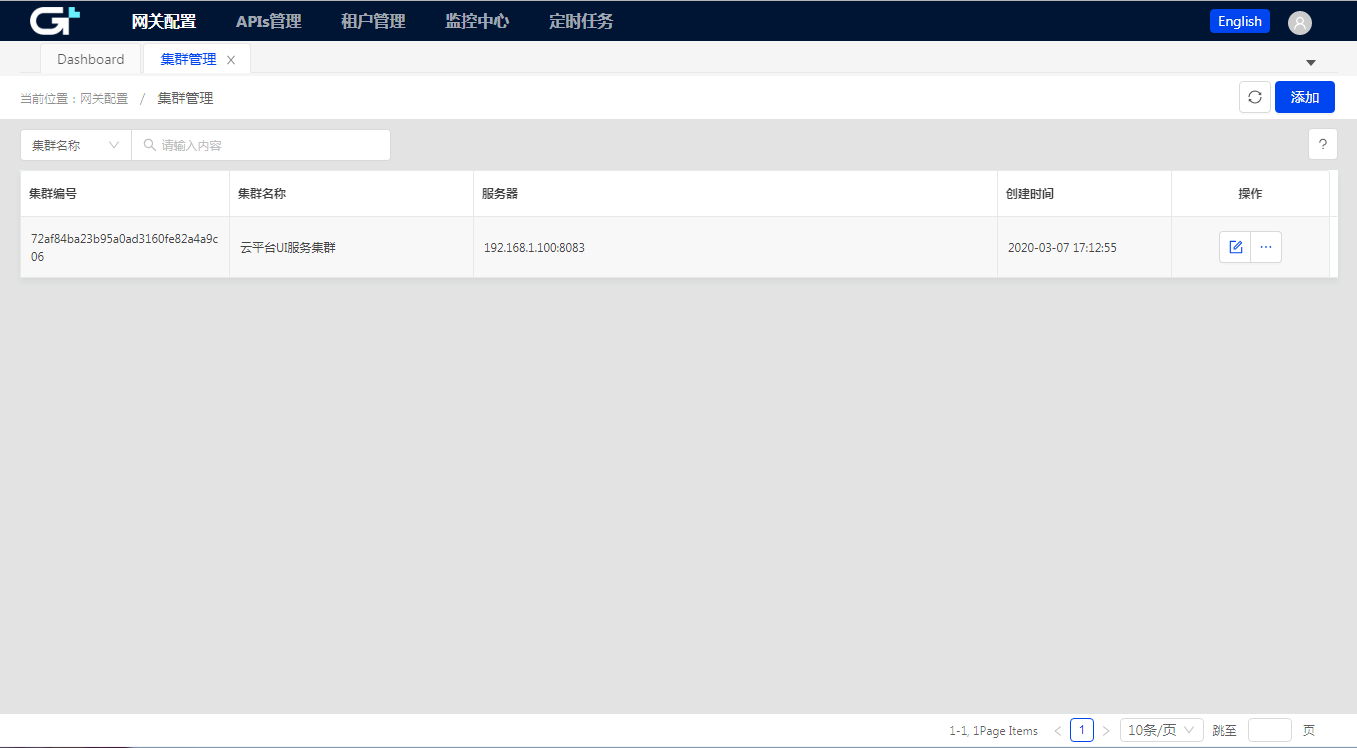 G+
网关配置 APIs管理 租户管理 监控中心 定时任务 English
Dashboard 集群管理
当前位置：网关配置 / 集群管理 添加
集群名称 请输入内容 ?
集群编号 集群名称 服务器 创建时间 操作
72af84ba23b95a0ad3160fe82a4a9c
06
云平台UI服务集群 192.168.1.100:8083 2020-03-07 17:12:55 ···
1-1, 1Page Items < 1 > 10条/页 跳至 页